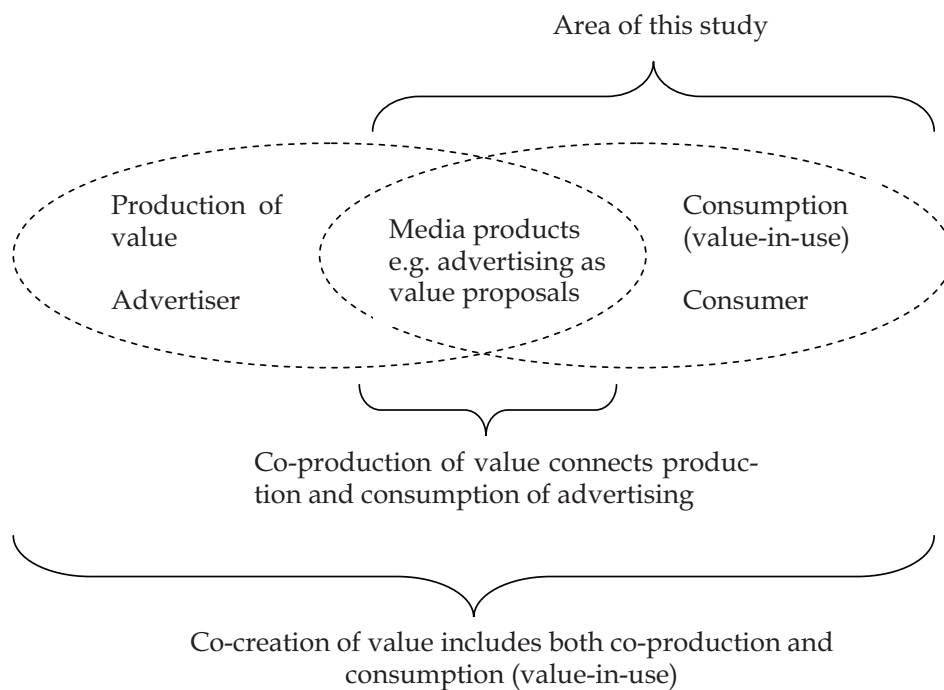 Area of this study
Production of
value
Advertiser
Media products
e.g. advertising as
value proposals
Consumption
(value-in-use)
Consumer
Co-production of value connects produc-
tion and consumption of advertising
Co-creation of value includes both co-production and
consumption (value-in-use)